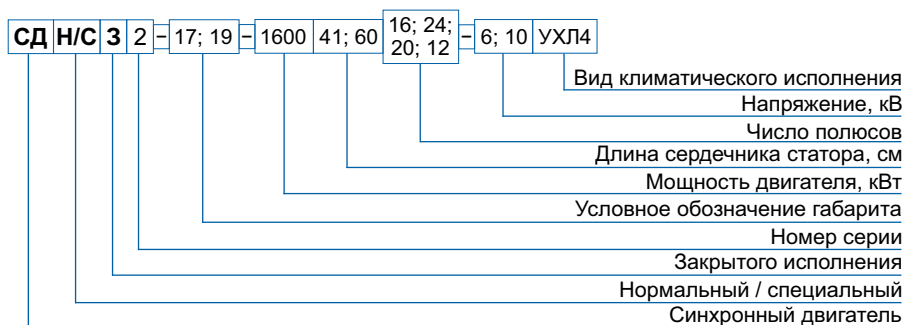 СД Н/С З 2 – 17; 19 – 1600 41; 60 16; 24; 20; 12 – 6; 10 УХЛ4
Вид климатического исполнения
Напряжение, кВ
Число полюсов
Длина сердечника статора, см
Мощность двигателя, кВт
Условное обозначение габарита
Номер серии
Закрытого исполнения
Нормальный / специальный
Синхронный двигатель